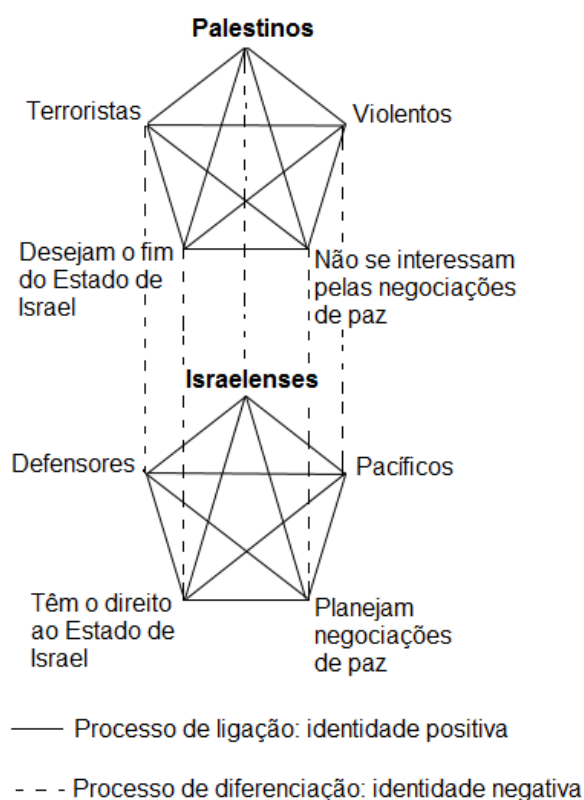 Palestinos
Terroristas
Violentos
Desejam o fim
do Estado de
Israel
Não se interessam
pelas negociações
de paz
Israelenses
Defensores
Pacíficos
Têm o direito
ao Estado de
Israel
Planejam
negociações
de paz
Processo de ligação: identidade positiva
Processo de diferenciação: identidade negativa